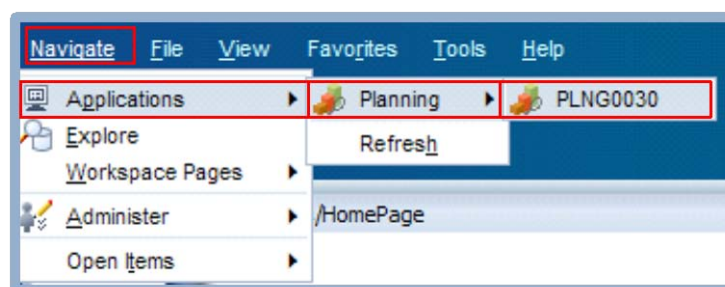 Navigate File View Favorites Tools Help
Applications Planning PLNG0030
Explore Refresh
Workspace Pages
Administer /HomePage
Open Items